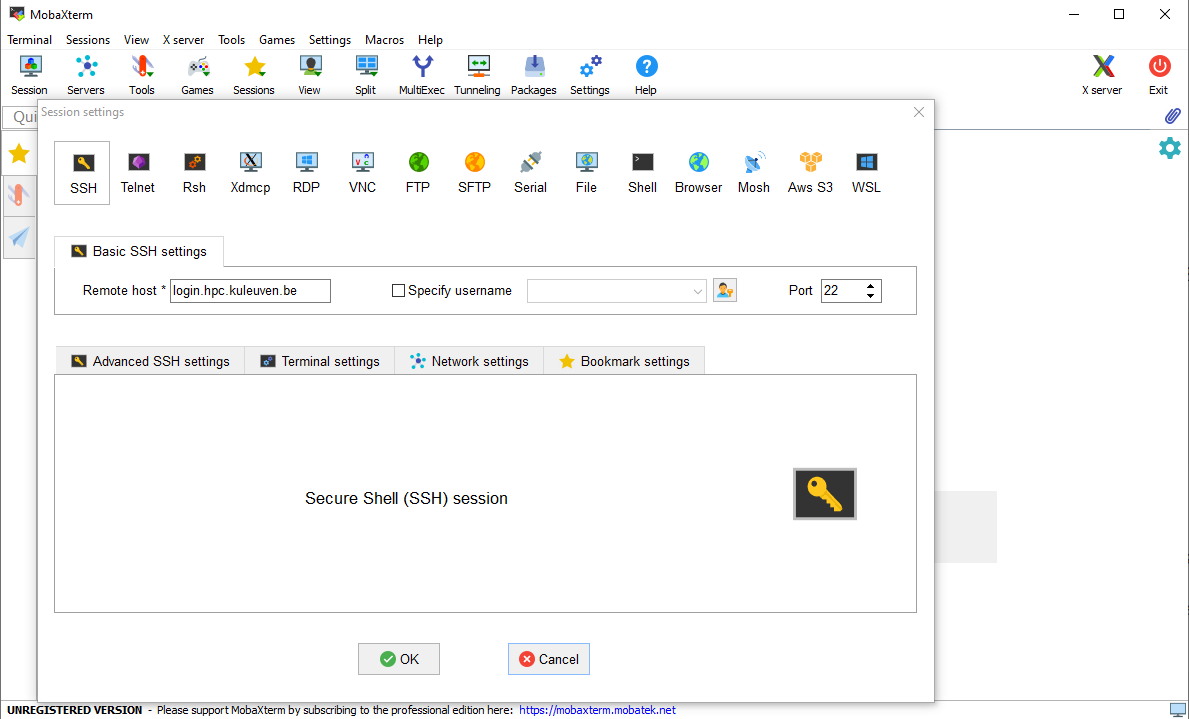 MobaXterm
Terminal Sessions View X server Tools Games Settings Macros Help
Session Servers Tools Games Sessions View Split MultiExec Tunneling Packages Settings Help X server Exit
Qui
Session settings
SSH Telnet Rsh Xdmcp RDP VNC FTP SFTP Serial File Shell Browser Mosh Aws S3 WSL
Basic SSH settings
Remote host * login.hpc.kuleuven.be Specify username Port 22
Advanced SSH settings Terminal settings Network settings Bookmark settings
Secure Shell (SSH) session
OK Cancel
UNREGISTERED VERSION - Please support MobaXterm by subscribing to the professional edition here: https://mobaxterm.mobatek.net